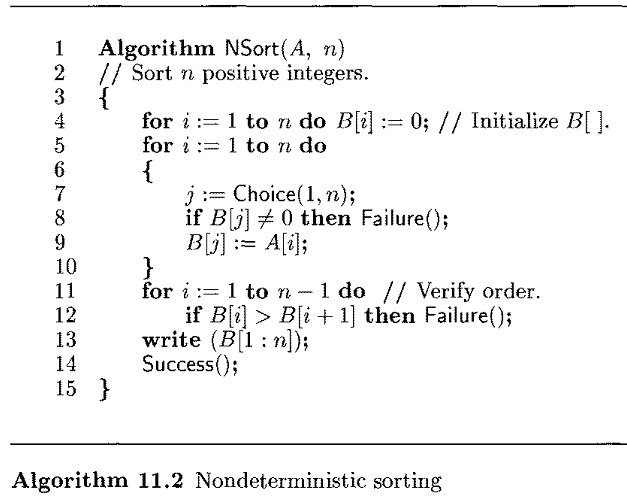 1 Algorithm NSort(A, n)
2 // Sort n positive integers.
3 {
4 for i := 1 to n do B[i] := 0; // Initialize B[ ].
5 for i := 1 to n do
6 {
7 j := Choice(1, n);
8 if B[j] ≠ 0 then Failure();
9 B[j] := A[i];
10 }
11 for i := 1 to n − 1 do // Verify order.
12 if B[i] > B[i + 1] then Failure();
13 write (B[1 : n]);
14 Success();
15 }
Algorithm 11.2 Nondeterministic sorting